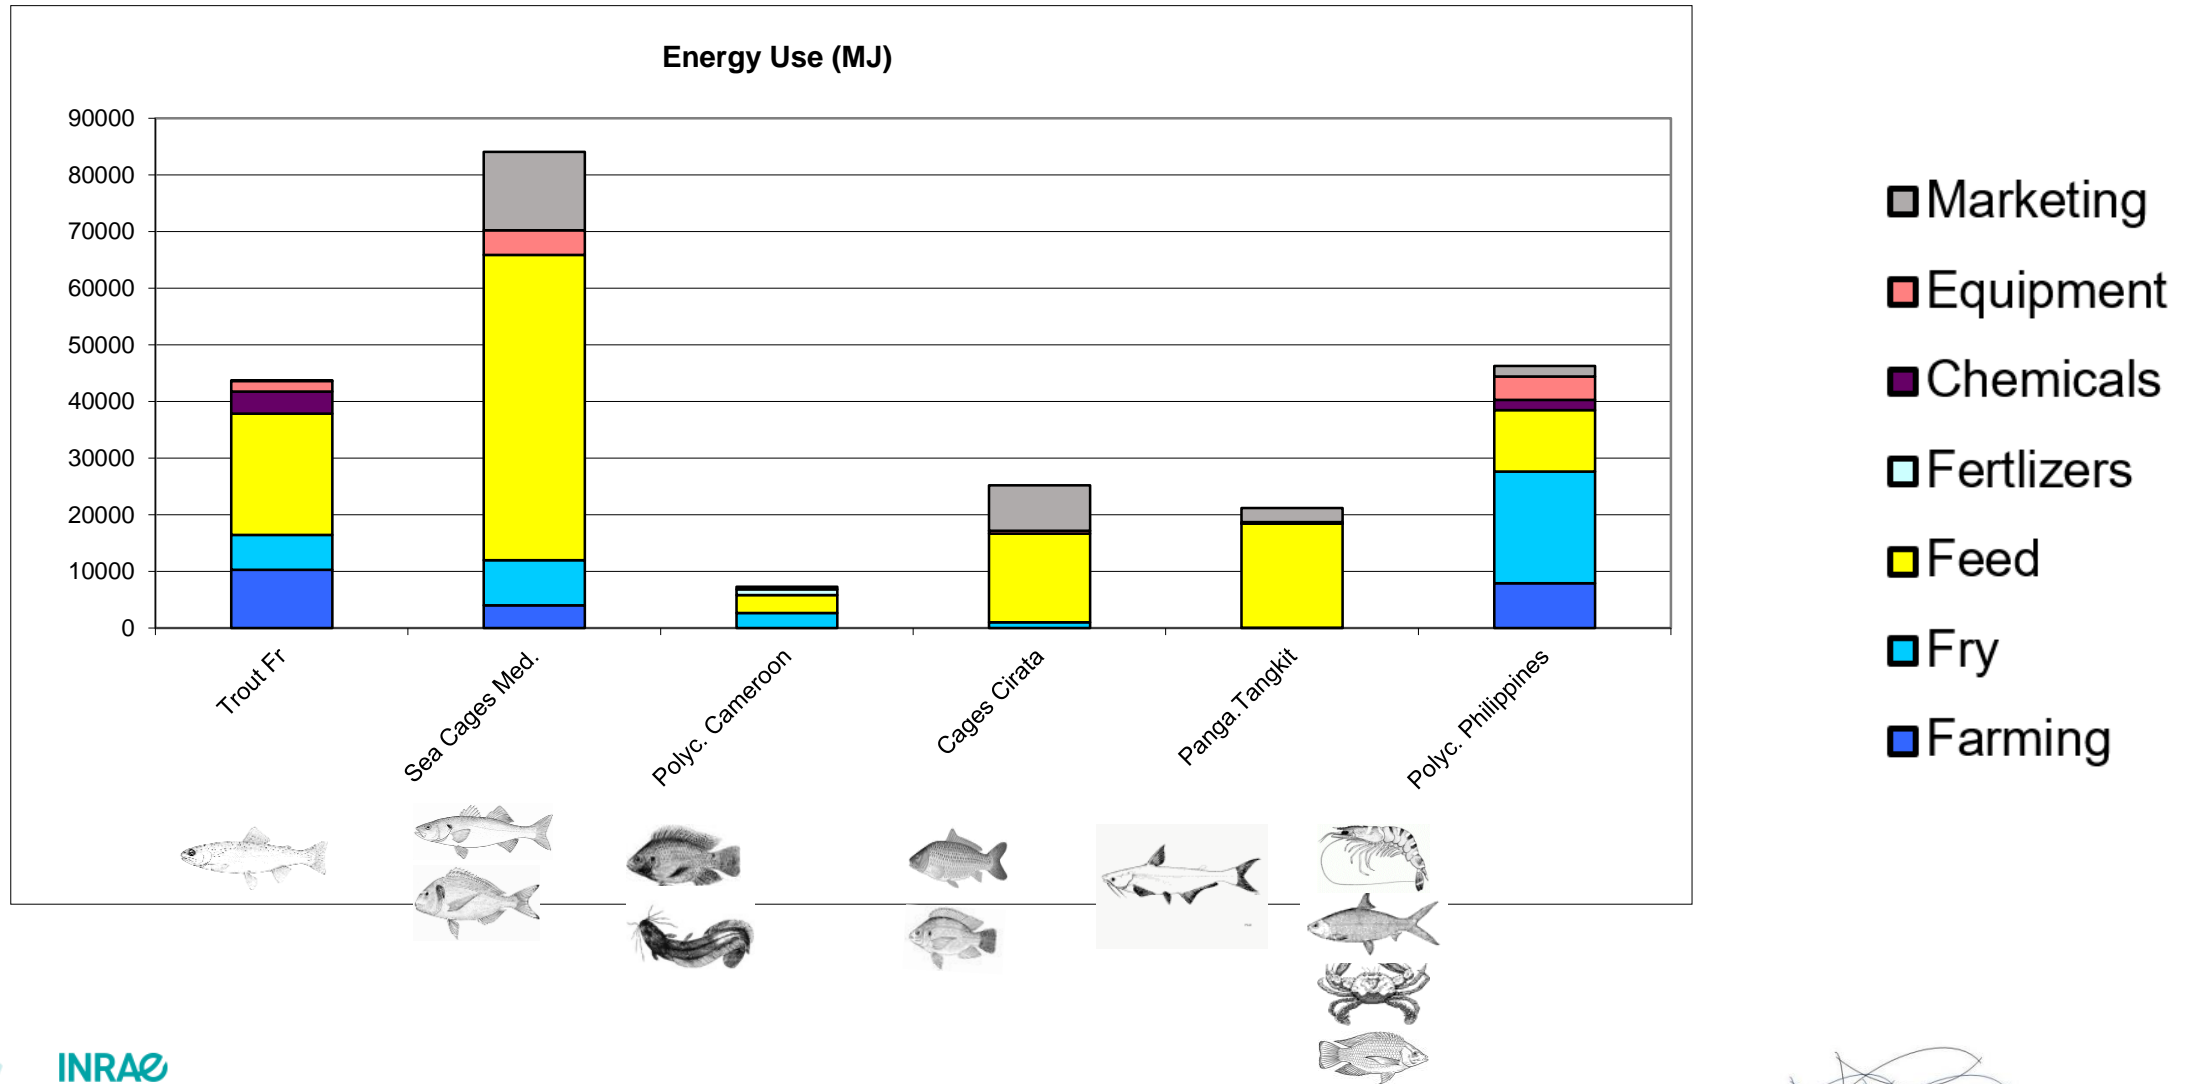 Energy Use (MJ)
90000
80000
70000
60000
50000
40000
30000
20000
10000
0
Trout Fr
Sea Cages Med.
Polyc. Cameroon
Cages Cirata
Panga.Tangkit
Polyc. Philippines
Marketing
Equipment
Chemicals
Fertlizers
Feed
Fry
Farming
INRAE